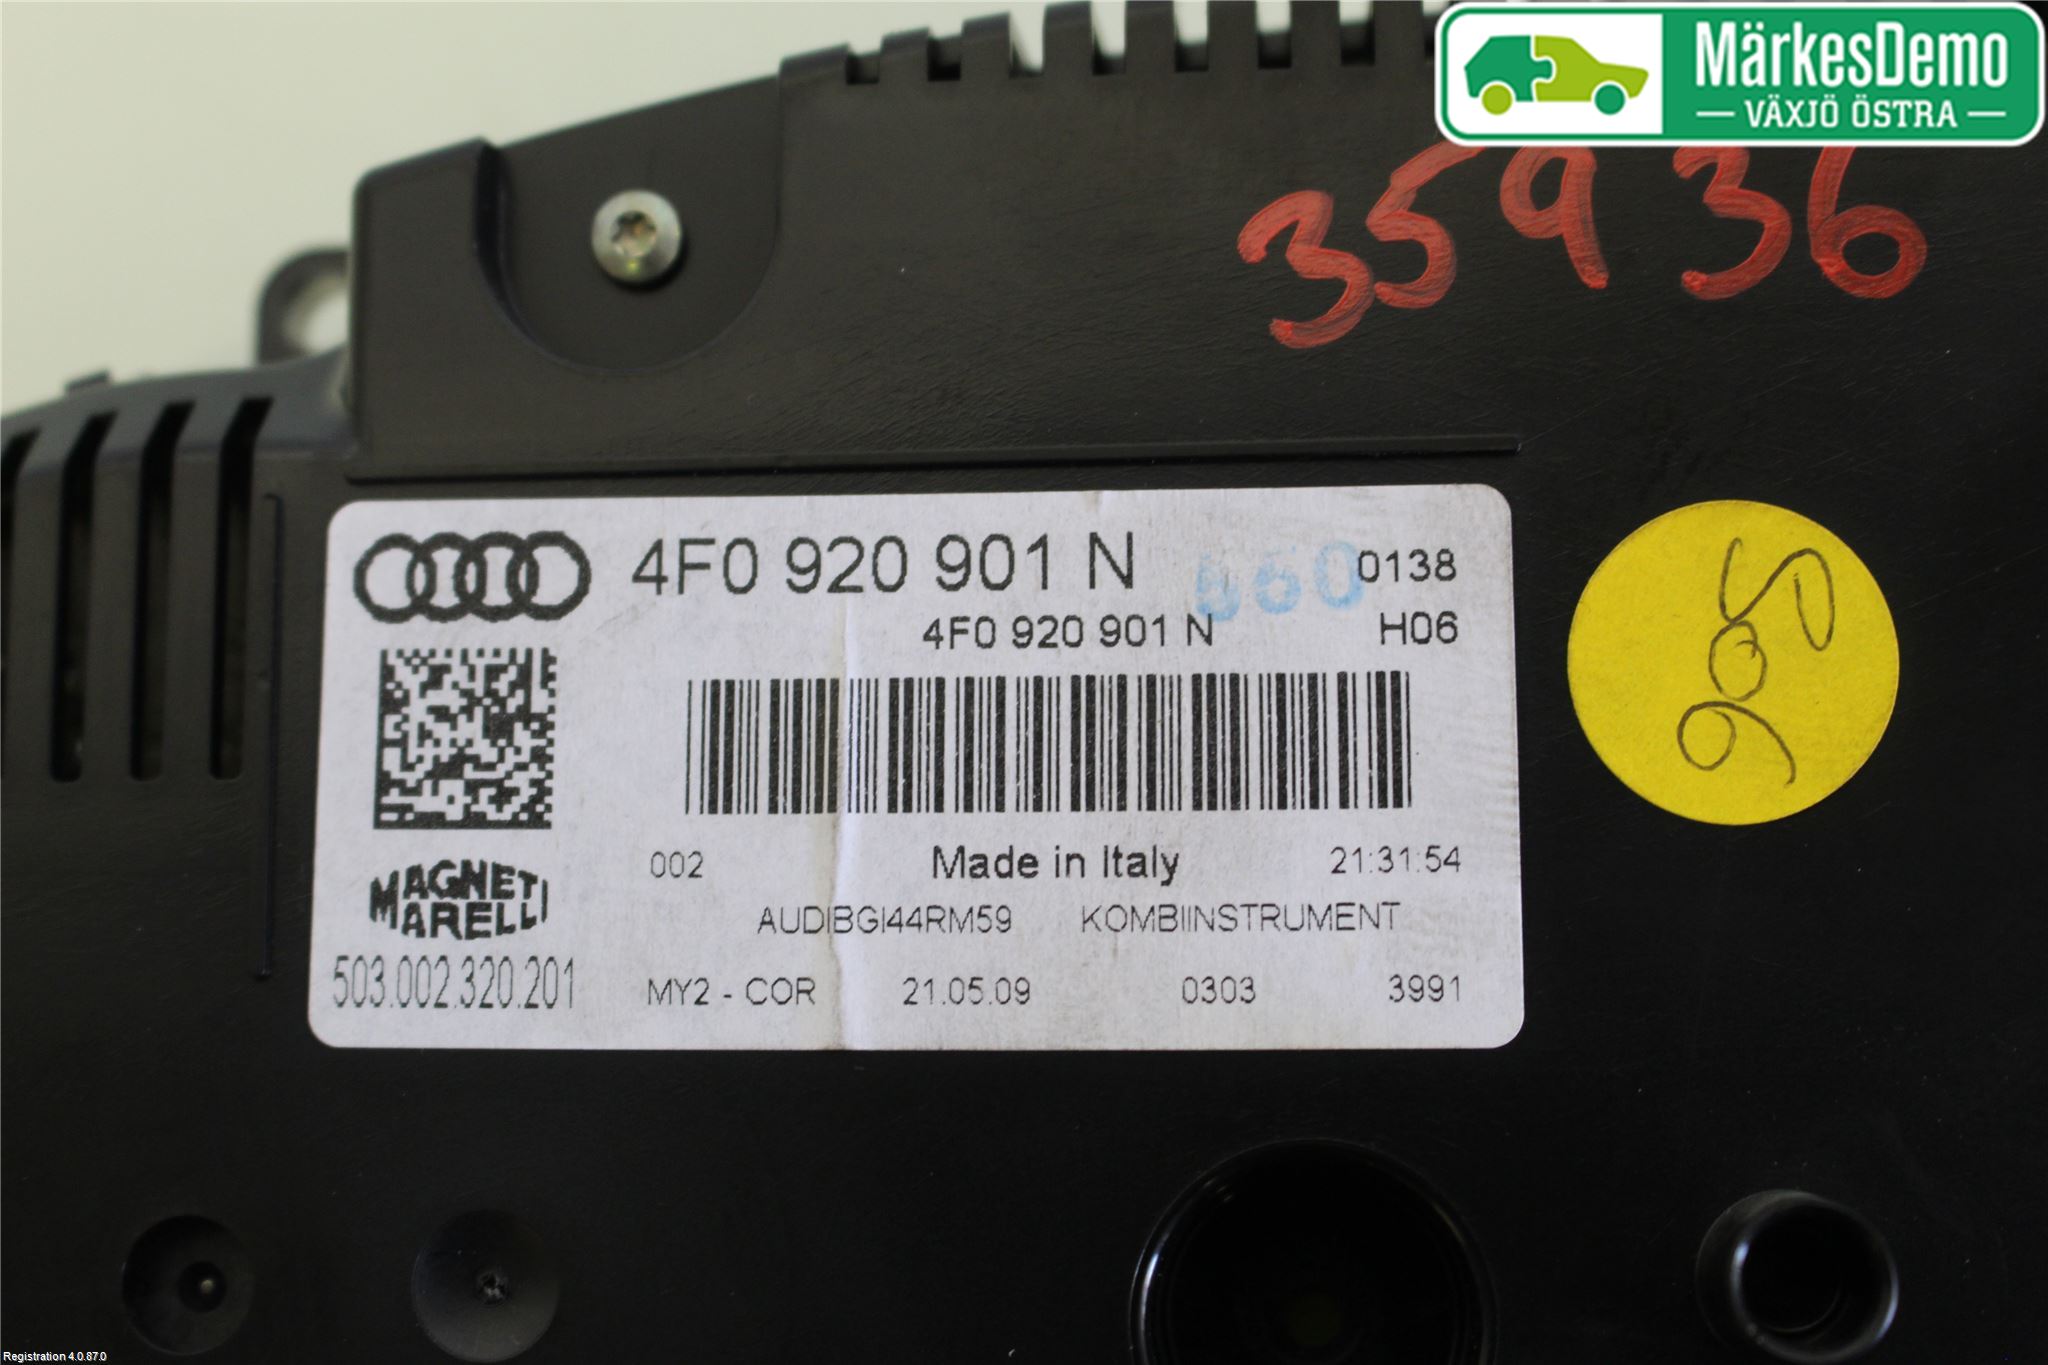 MärkesDemo
VÄXJÖ ÖSTRA
35936
4F0 920 901 N
560
0138
4F0 920 901 N
H06
905
002
Made in Italy
21:31:54
MAGNETI
MARELLI
AUDIBGI44RM59 KOMBIINSTRUMENT
503.002.320.201
MY2 - COR 21.05.09 0303 3991
Registration 4.0.87.0